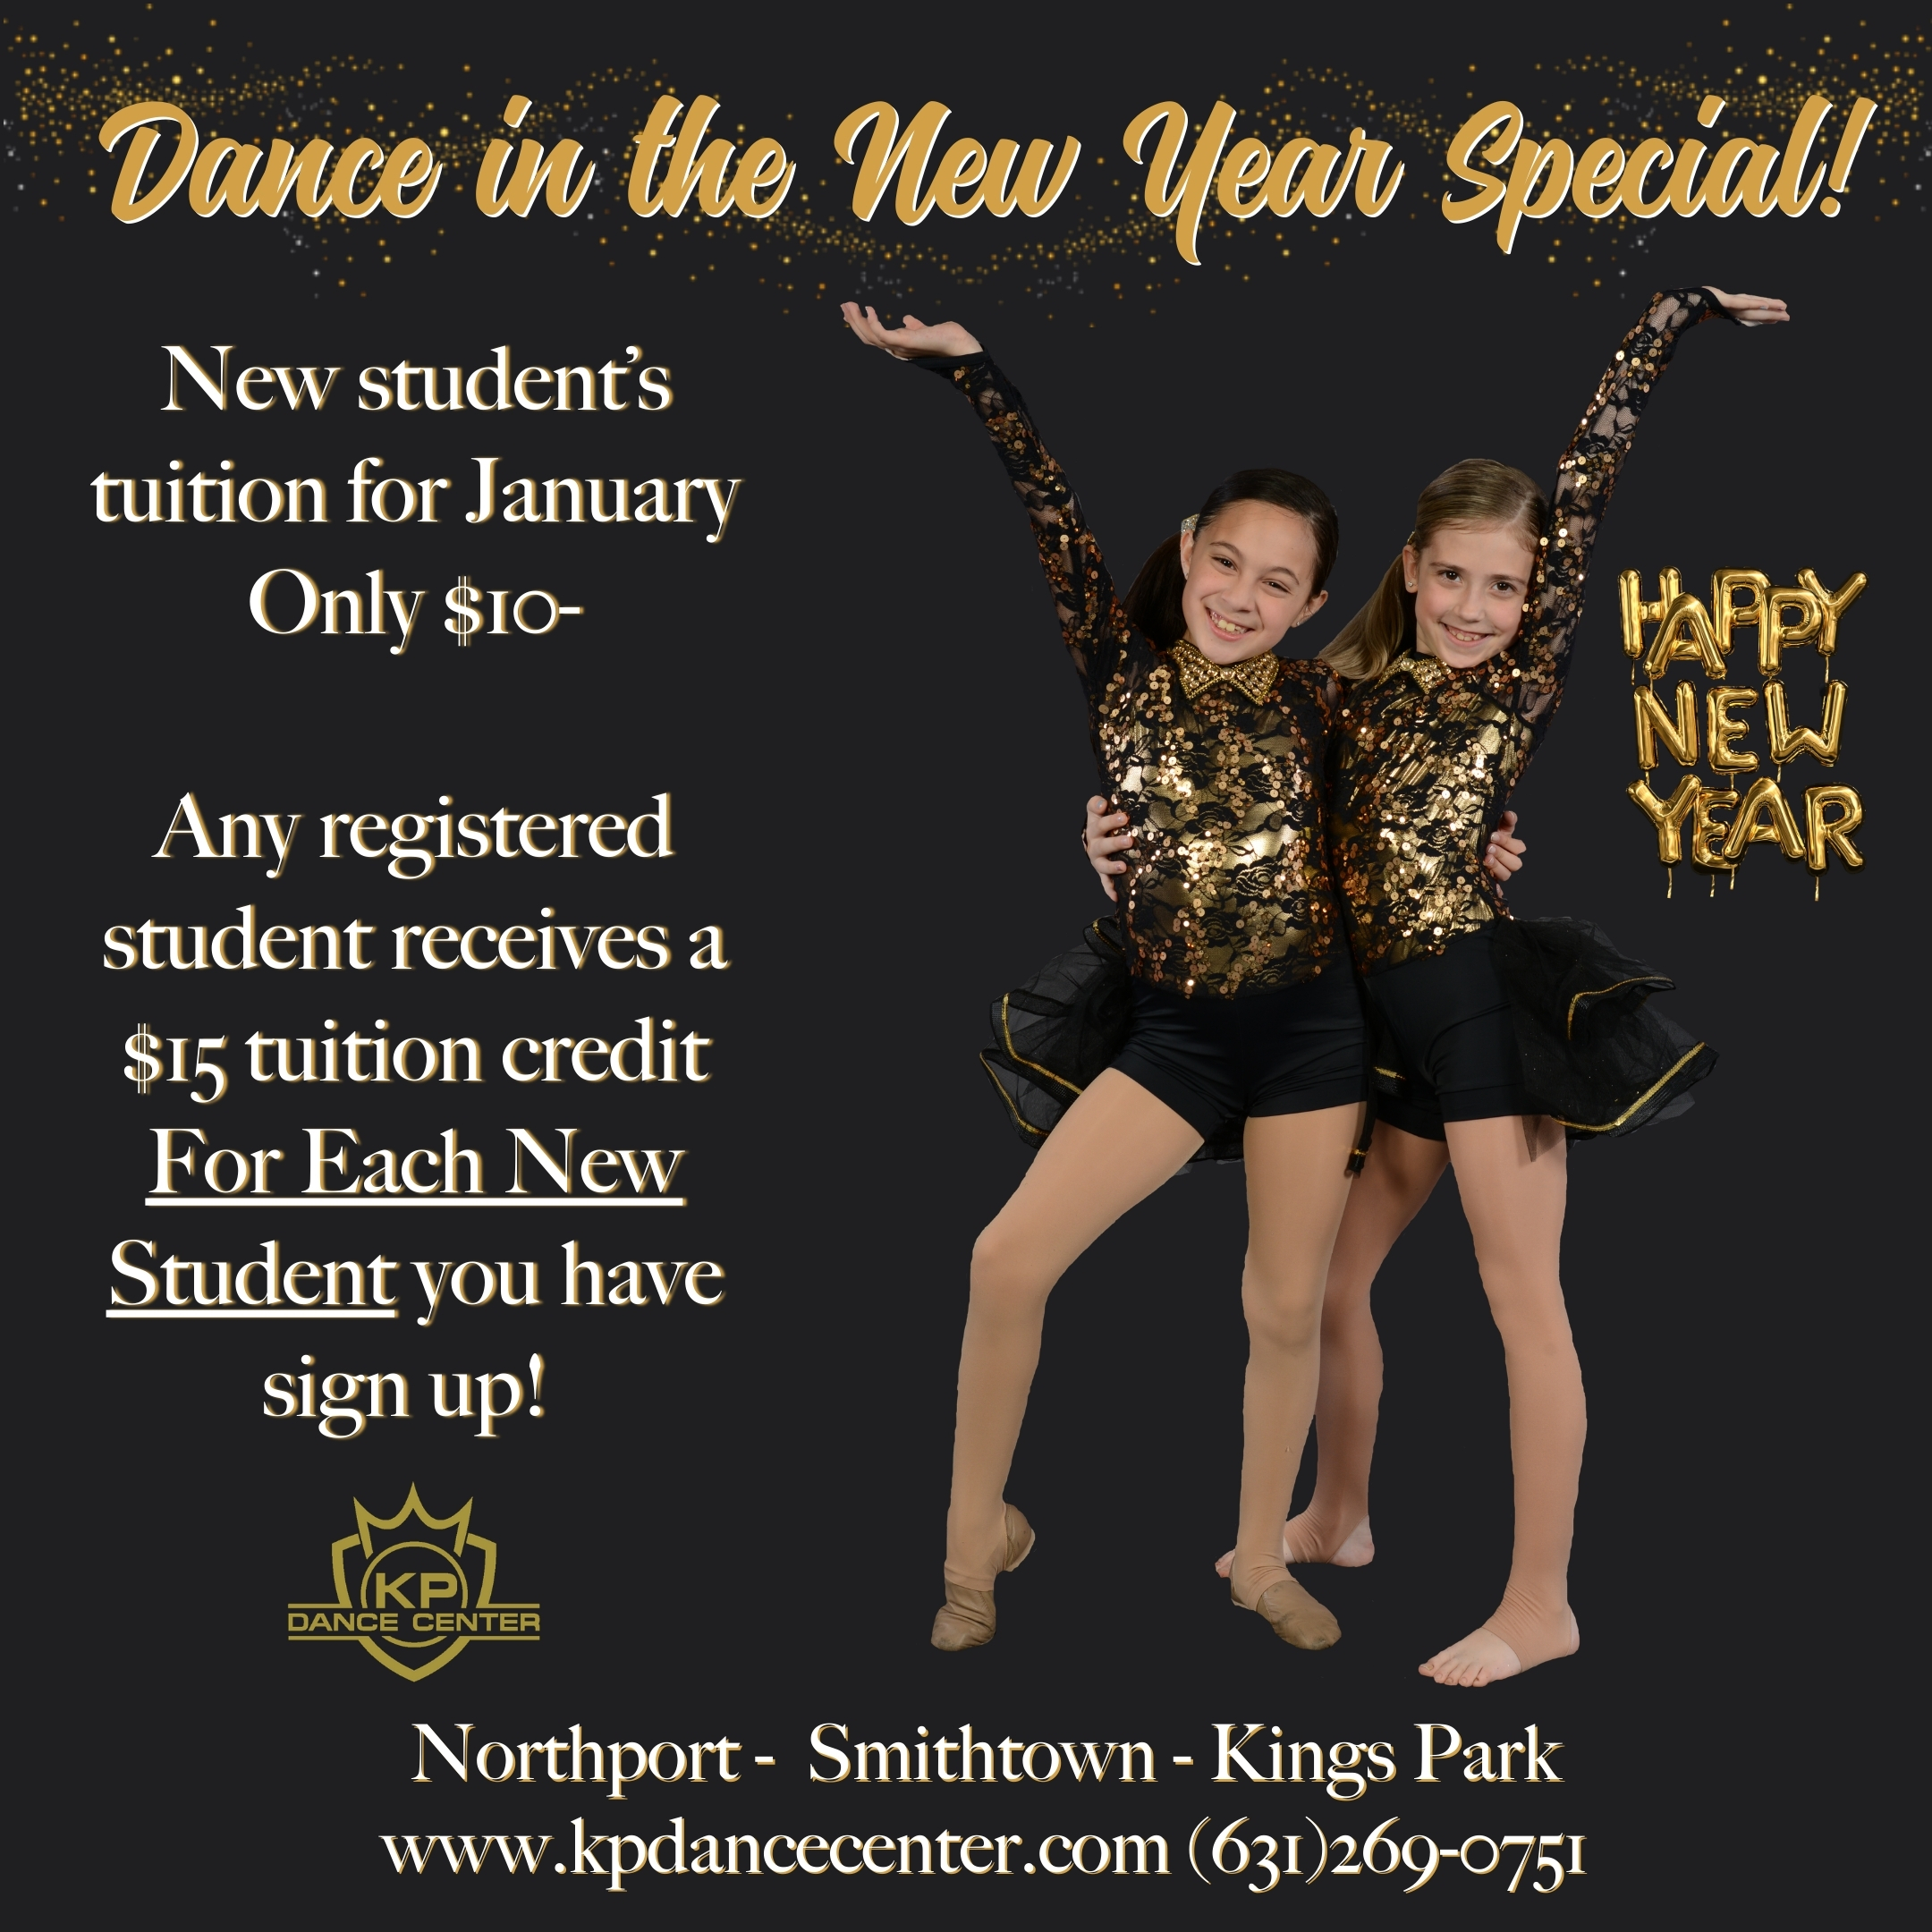 Dance in the New Year Special!
New student's
tuition for January
Only $10-
Any registered
student receives a
$15 tuition credit
For Each New
Student you have
sign up!
HAPPY
NEW
YEAR
KP
DANCE CENTER
Northport - Smithtown - Kings Park
www.kpdancecenter.com (631)269-0751